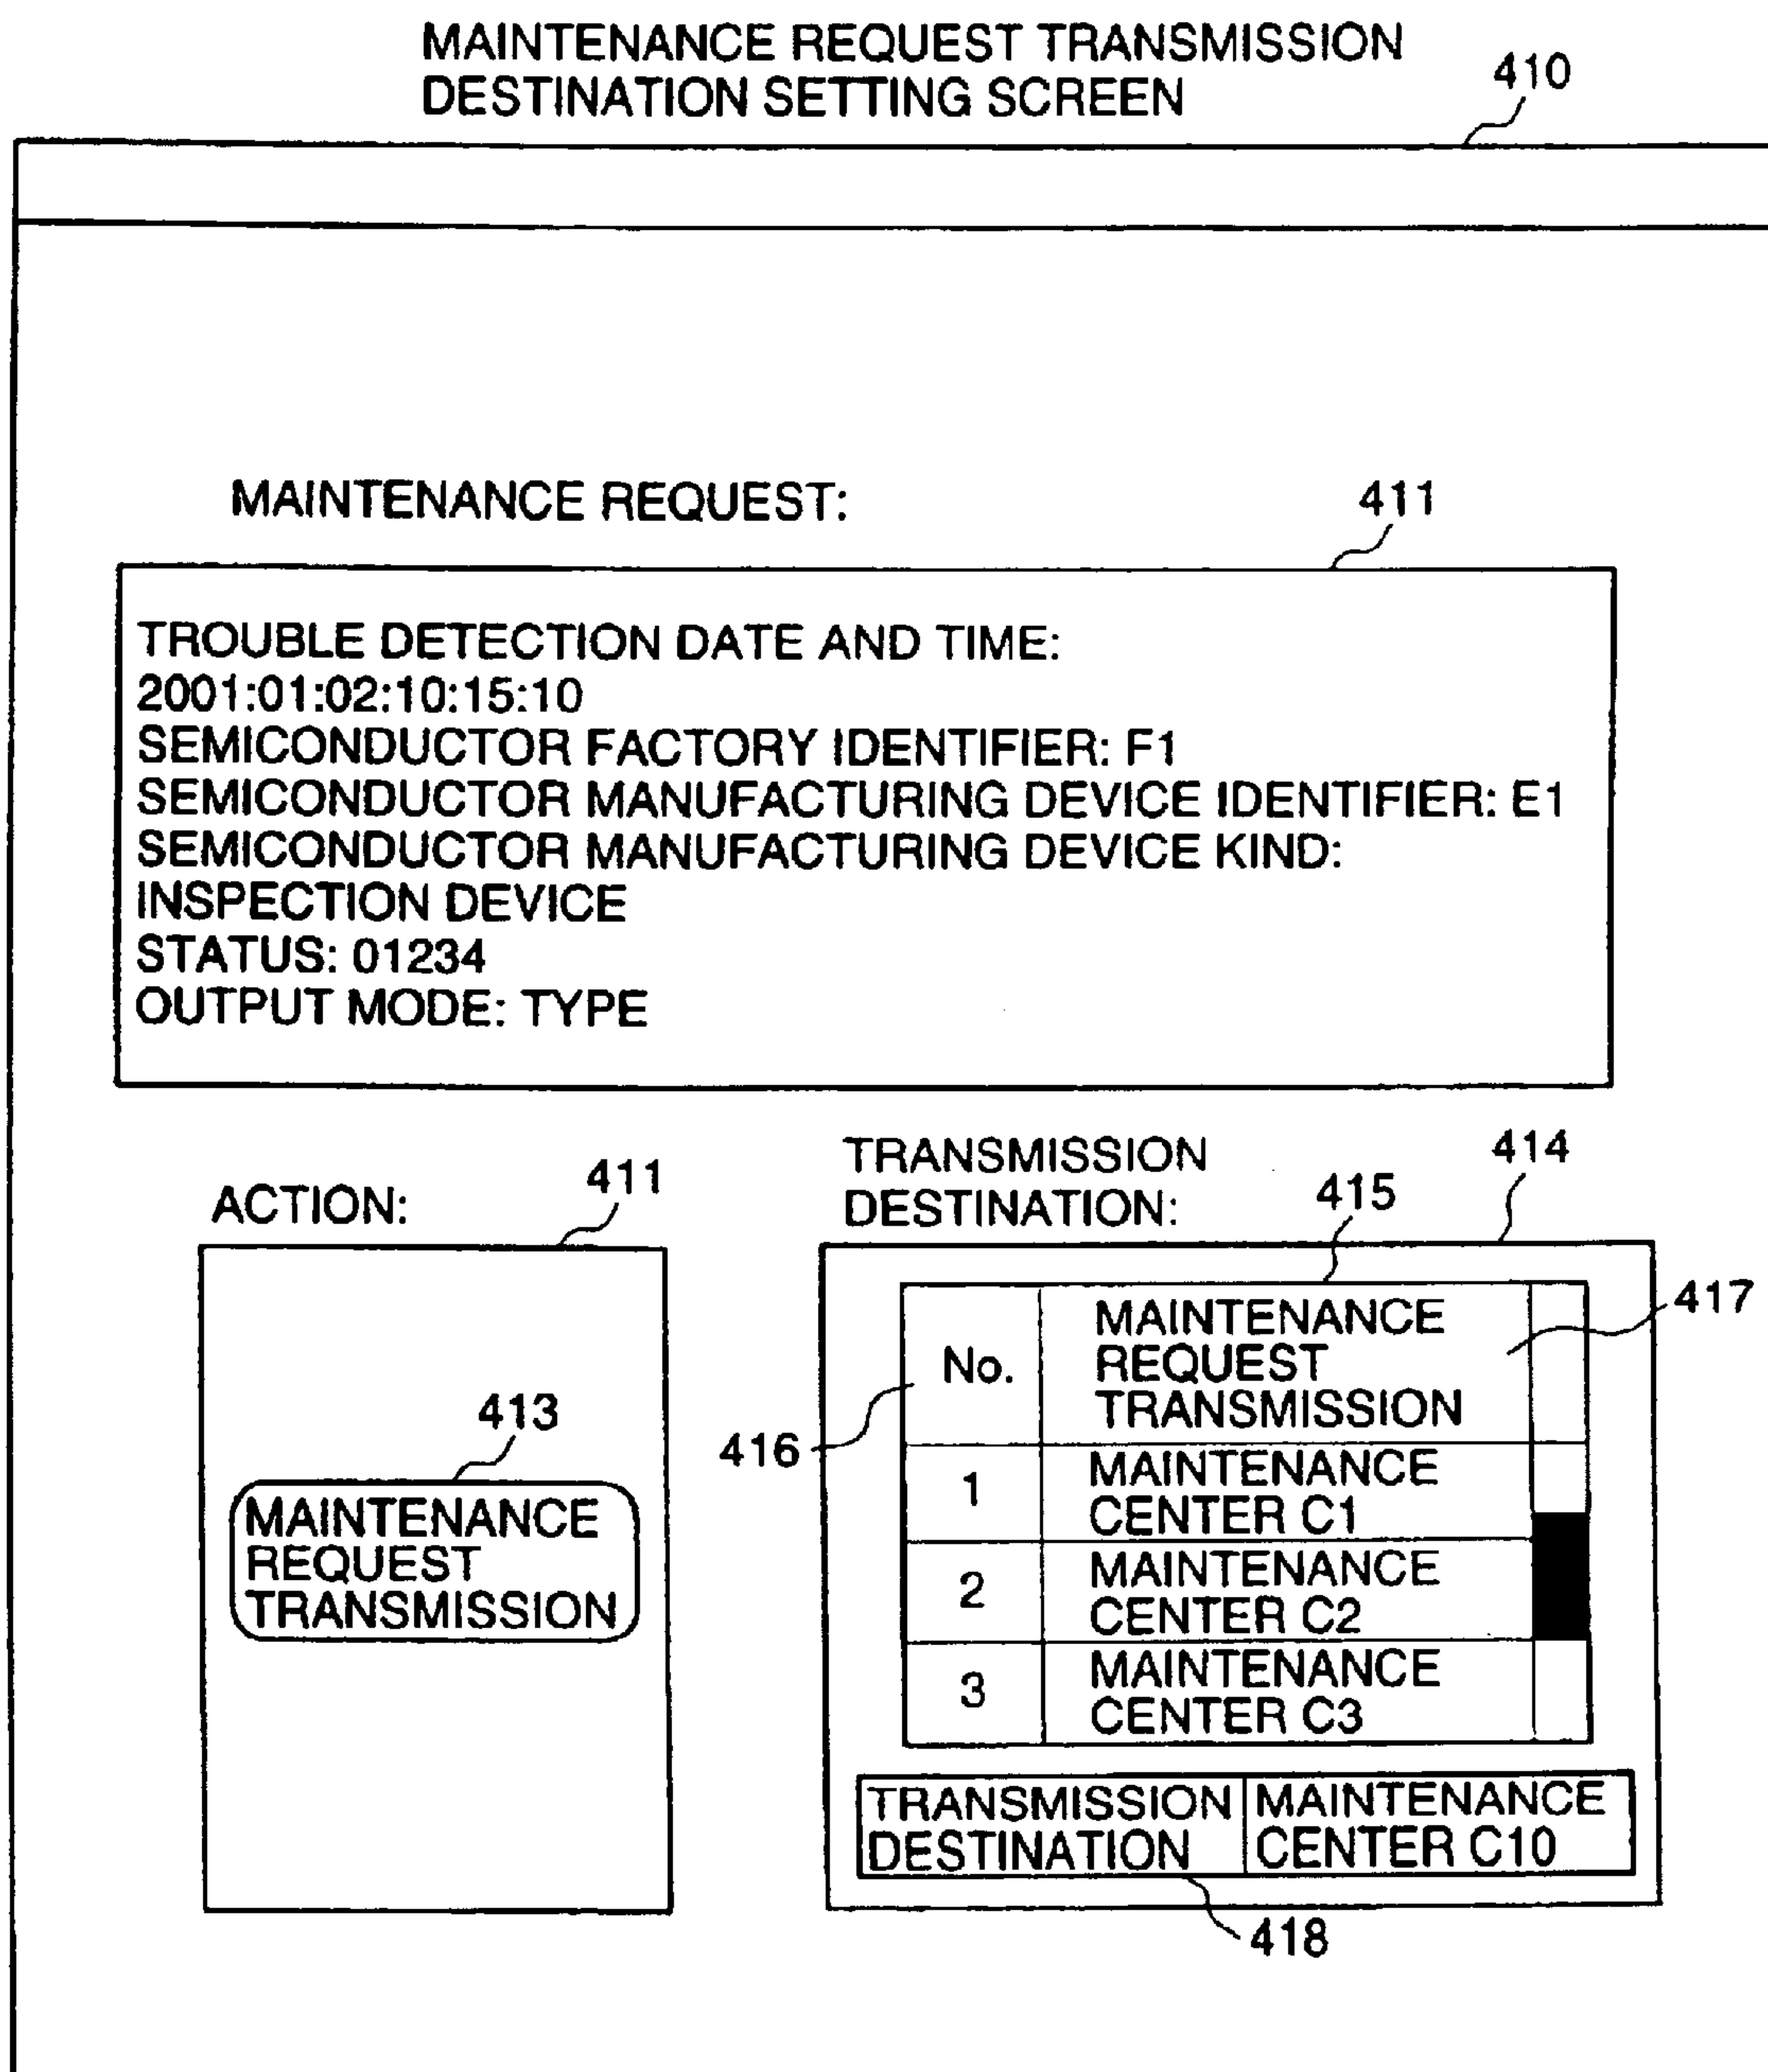 MAINTENANCE REQUEST TRANSMISSION
DESTINATION SETTING SCREEN
410
MAINTENANCE REQUEST:
411
TROUBLE DETECTION DATE AND TIME:
2001:01:02:10:15:10
SEMICONDUCTOR FACTORY IDENTIFIER: F1
SEMICONDUCTOR MANUFACTURING DEVICE IDENTIFIER: E1
SEMICONDUCTOR MANUFACTURING DEVICE KIND:
INSPECTION DEVICE
STATUS: 01234
OUTPUT MODE: TYPE
ACTION:
411
413
MAINTENANCE
REQUEST
TRANSMISSION
TRANSMISSION
DESTINATION:
414
415
416
417
No.
MAINTENANCE
REQUEST
TRANSMISSION
1
MAINTENANCE
CENTER C1
2
MAINTENANCE
CENTER C2
3
MAINTENANCE
CENTER C3
TRANSMISSION
DESTINATION
MAINTENANCE
CENTER C10
418